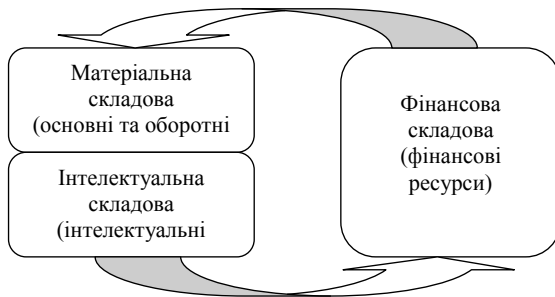 Матеріальна
складова
(основні та оборотні
Інтелектуальна
складова
(інтелектуальні
Фінансова
складова
(фінансові
ресурси)